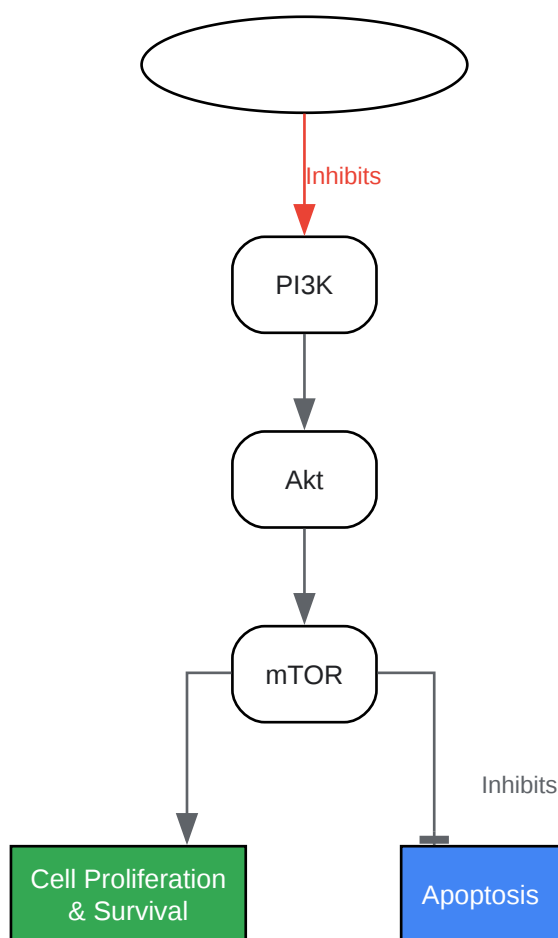 Inhibits
PI3K
Akt
mTOR
Inhibits
Cell Proliferation
& Survival
Apoptosis